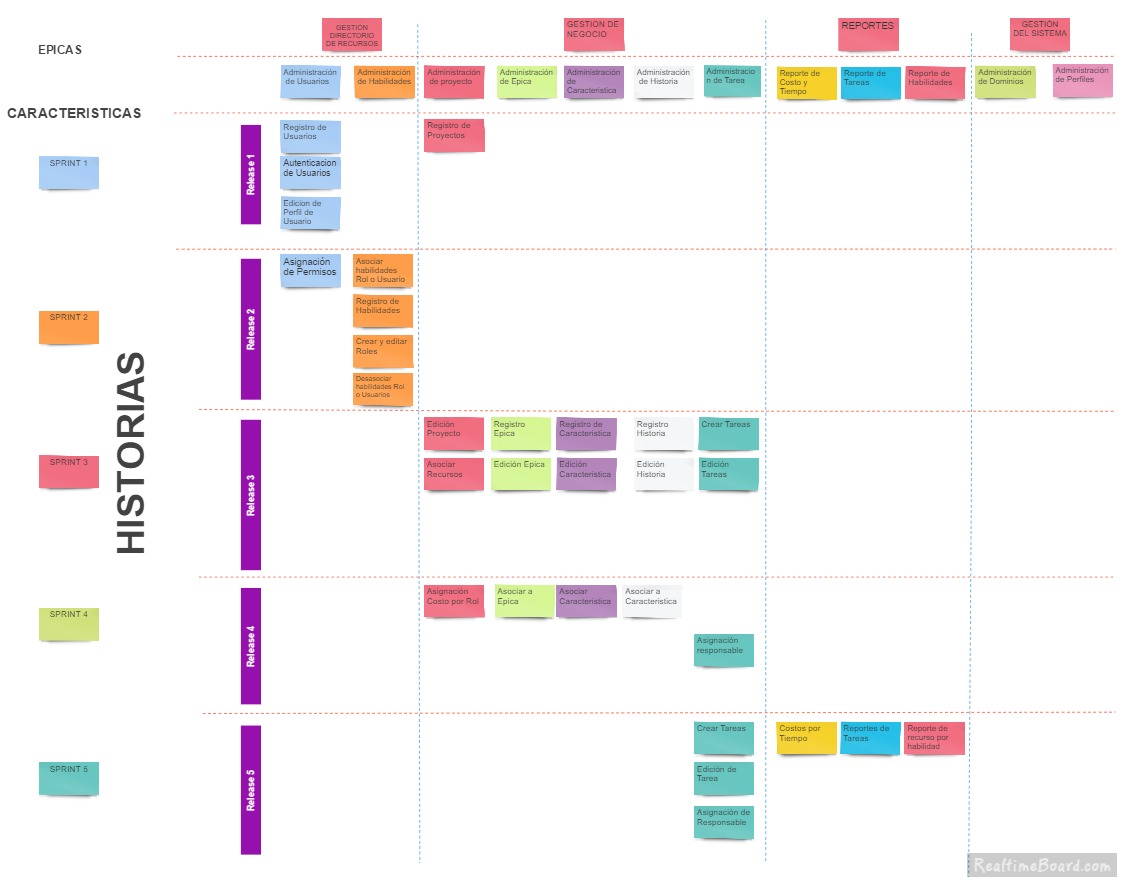 EPICAS
GESTIÓN
DIRECTORIO
DE RECURSOS
GESTION DE
NEGOCIO
REPORTES
GESTIÓN
DEL SISTEMA
CARACTERISTICAS
Administración
de Usuarios
Administración
de Habilidades
Administración
de proyecto
Administración
de Epica
Administración
de
Caracteristica
Administración
de Historia
Administracio
n de Tarea
Reporte de
Costo y
Tiempo
Reporte de
Tareas
Reporte de
Habilidades
Administración
de Dominios
Administración
de Perfiles
HISTORIAS
SPRINT 1
Release 1
Registro de
Usuarios
Autenticacion
de Usuarios
Edicion de
Perfil de
Usuario
Registro de
Proyectos
SPRINT 2
Release 2
Asignación
de Permisos
Asociar
habilidades
Rol o Usuario
Registro de
Habilidades
Crear y editar
Roles
Desasociar
habilidades Rol
o Usuarios
SPRINT 3
Release 3
Edición
Proyecto
Registro
Epica
Registro de
Caracteristica
Registro
Historia
Crear Tareas
Asociar
Recursos
Edición Epica
Edición
Caracteristica
Edición
Historia
Edición
Tareas
SPRINT 4
Release 4
Asignación
Costo por Rol
Asociar a
Epica
Asociar
Caracteristica
Asociar a
Caracteristica
Asignación
responsable
SPRINT 5
Release 5
Crear Tareas
Edición de
Tarea
Asignación de
Responsable
Costos por
Tiempo
Reportes de
Tareas
Reporte de
recurso por
habilidad
RealtimeBoard.com